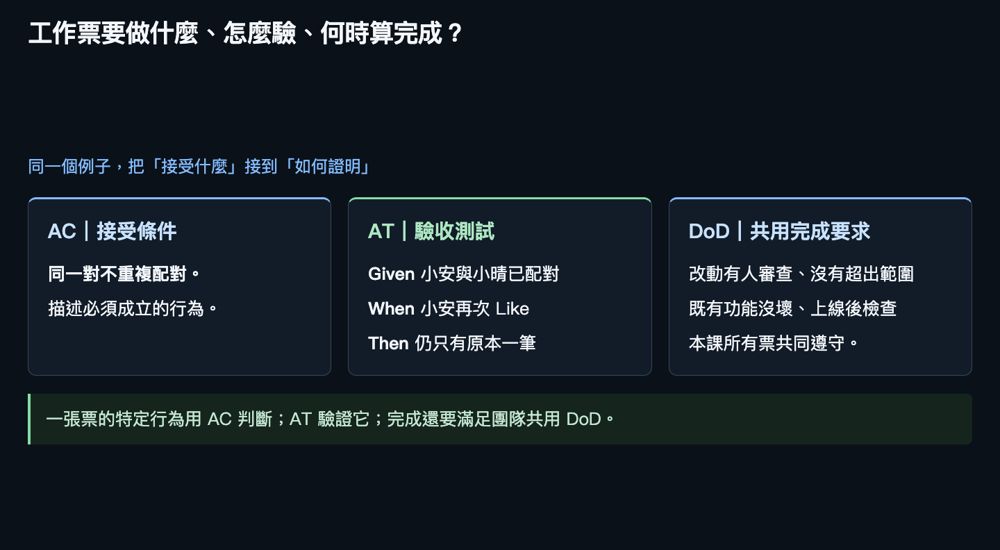 工作票要做什麼、怎麼驗、何時算完成？
同一個例子，把「接受什麼」接到「如何證明」
AC｜接受條件
同一對不重複配對。
描述必須成立的行為。
AT｜驗收測試
Given 小安與小晴已配對
When 小安再次 Like
Then 仍只有原本一筆
DoD｜共用完成要求
改動有人審查、沒有超出範圍
既有功能沒壞、上線後檢查
本課所有票共同遵守。
一張票的特定行為用 AC 判斷；AT 驗證它；完成還要滿足團隊共用 DoD。